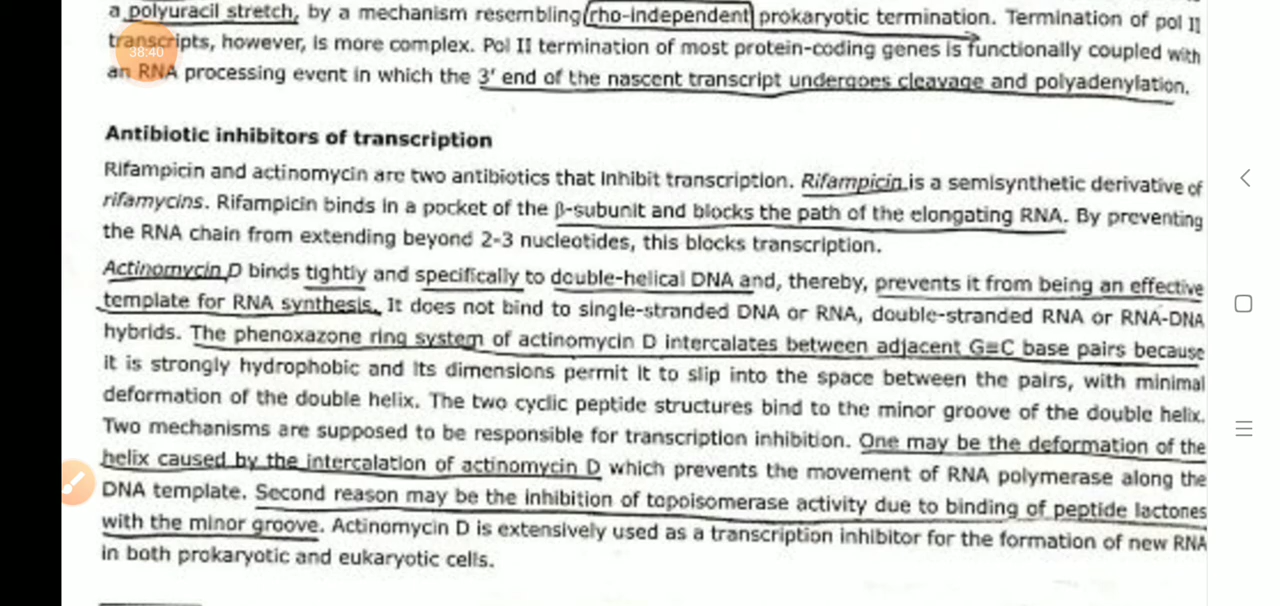 a polyuracil stretch, by a mechanism resembling rho-independent prokaryotic termination. Termination of pol II
transcripts, however, is more complex. Pol II termination of most protein-coding genes is functionally coupled with
an RNA processing event in which the 3' end of the nascent transcript undergoes cleavage and polyadenylation.
38:40
Antibiotic inhibitors of transcription
Rifampicin and actinomycin are two antibiotics that inhibit transcription. Rifampicin is a semisynthetic derivative of
rifamycins. Rifampicin binds in a pocket of the β-subunit and blocks the path of the elongating RNA. By preventing
the RNA chain from extending beyond 2-3 nucleotides, this blocks transcription.
Actinomycin D binds tightly and specifically to double-helical DNA and, thereby, prevents it from being an effective
template for RNA synthesis. It does not bind to single-stranded DNA or RNA, double-stranded RNA or RNA-DNA
hybrids. The phenoxazone ring system of actinomycin D intercalates between adjacent G≡C base pairs because
it is strongly hydrophobic and its dimensions permit it to slip into the space between the pairs, with minimal
deformation of the double helix. The two cyclic peptide structures bind to the minor groove of the double helix.
Two mechanisms are supposed to be responsible for transcription inhibition. One may be the deformation of the
helix caused by the intercalation of actinomycin D which prevents the movement of RNA polymerase along the
DNA template. Second reason may be the inhibition of topoisomerase activity due to binding of peptide lactones
with the minor groove. Actinomycin D is extensively used as a transcription inhibitor for the formation of new RNA
in both prokaryotic and eukaryotic cells.